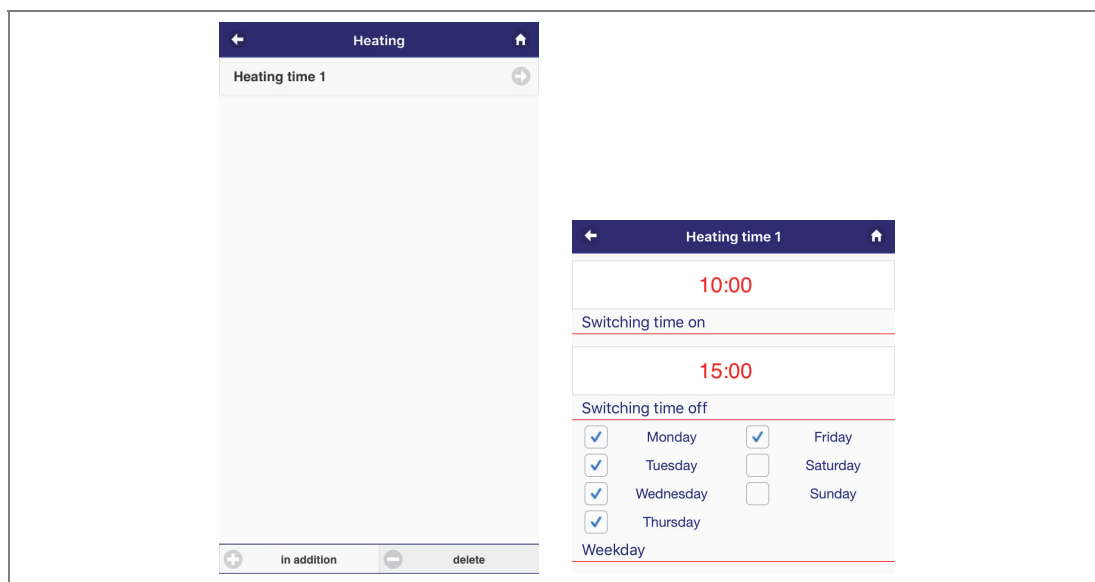 Heating
Heating time 1
in addition delete
Heating time 1
10:00
Switching time on
15:00
Switching time off
Monday Friday
Tuesday Saturday
Wednesday Sunday
Thursday
Weekday